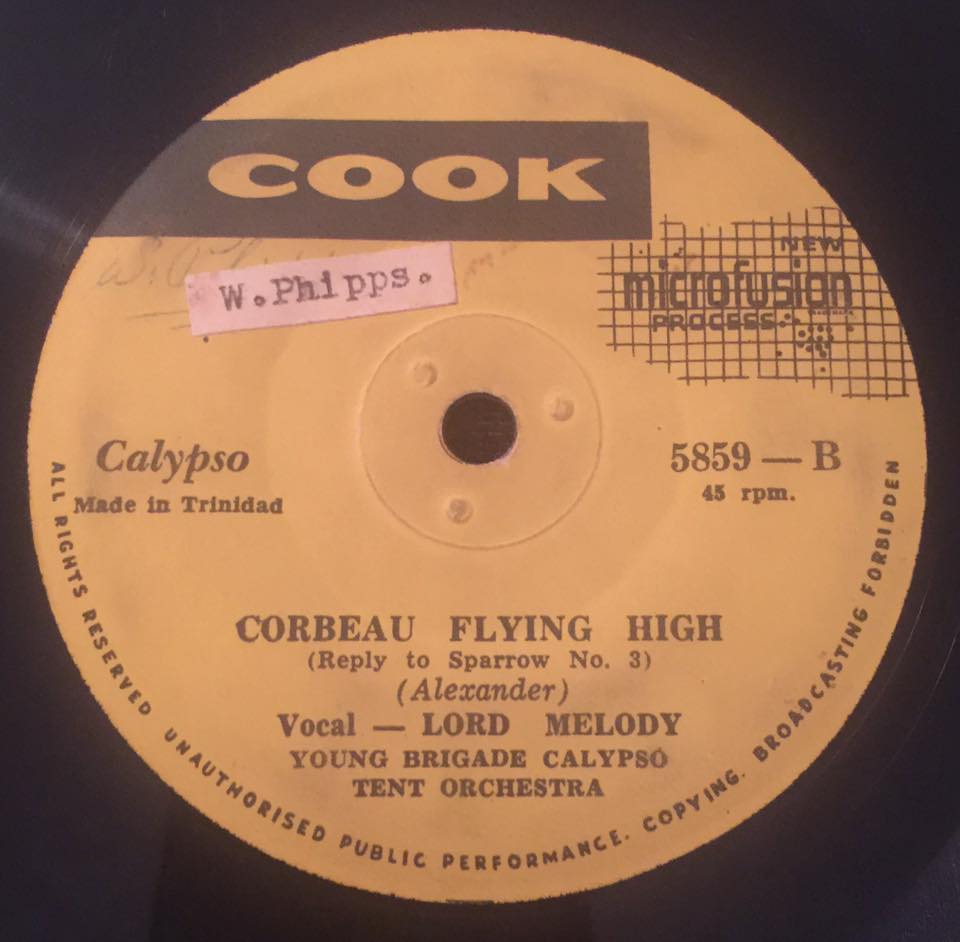 COOK
W.Phipps.
NEW
microfusion
PROCESS
Calypso
Made in Trinidad
5859 — B
45 rpm.
CORBEAU FLYING HIGH
(Reply to Sparrow No. 3)
(Alexander)
Vocal — LORD MELODY
YOUNG BRIGADE CALYPSO
TENT ORCHESTRA
ALL RIGHTS RESERVED UNAUTHORISED PUBLIC PERFORMANCE. COPYING. BROADCASTING FORBIDDEN